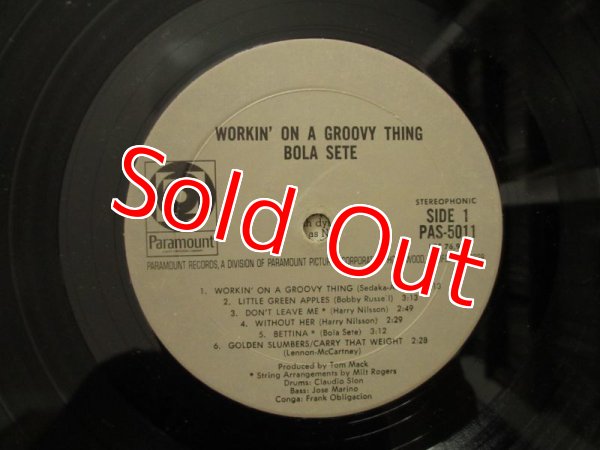 WORKIN' ON A GROOVY THING
BOLA SETE
STEREOPHONIC
SIDE 1
PAS-5011
Paramount
Sold Out
PARAMOUNT RECORDS, A DIVISION OF PARAMOUNT
1. WORKIN' ON A GROOVY THING (Sedaka-
2. LITTLE GREEN APPLES (Bobby Russell) 3:13
3. DON'T LEAVE ME * (Harry Nilsson) 2:49
4. WITHOUT HER (Harry Nilsson) 2:29
5. BETTINA * (Bola Sete) 3:12
6. GOLDEN SLUMBERS/CARRY THAT WEIGHT 2:28
(Lennon-McCartney)
Produced by Tom Mack
* String Arrangements by Milt Rogers
Drums: Claudio Slon
Bass: Jose Marino
Conga: Frank Obligacion